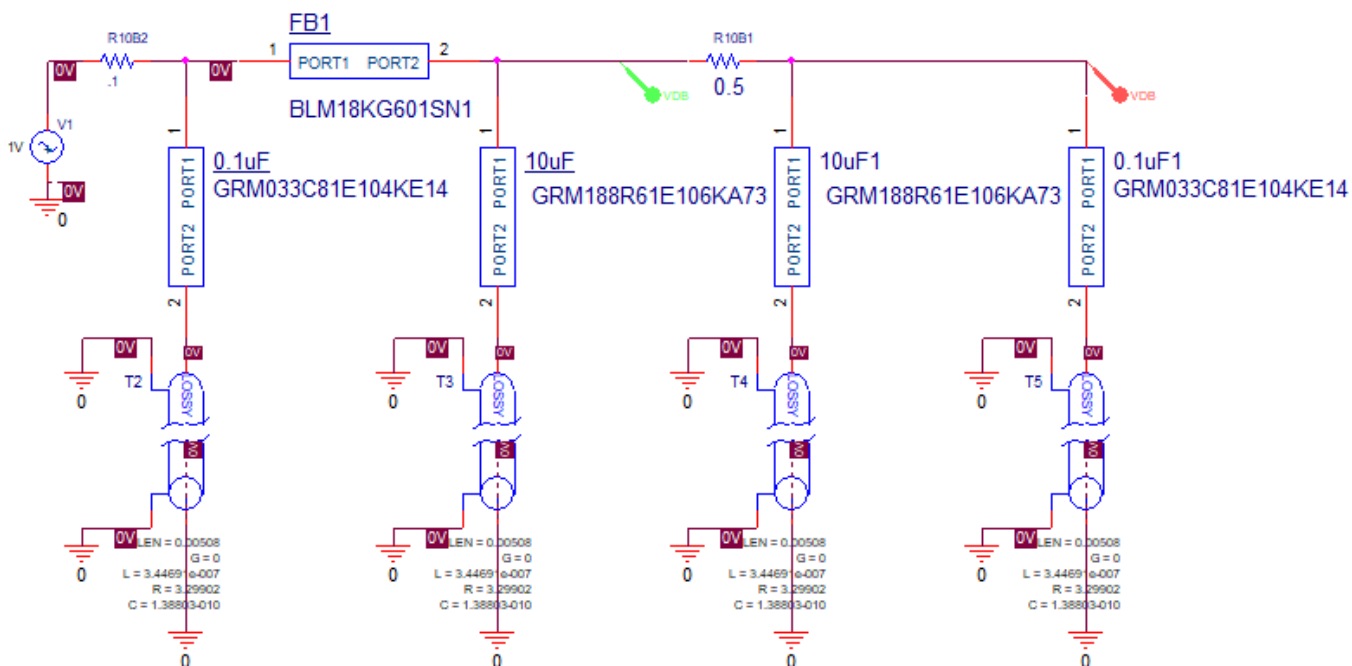 FB1
R10B2
.1
0V
0V
1
PORT1 PORT2
2
BLM18KG601SN1
R10B1
0.5
VDB
VDB
V1
1V
0V
0
1
PORT1
PORT2
2
0.1uF
GRM033C81E104KE14
1
PORT1
PORT2
2
10uF
GRM188R61E106KA73
1
PORT1
PORT2
2
10uF1
GRM188R61E106KA73
1
PORT1
PORT2
2
0.1uF1
GRM033C81E104KE14
0V
0V
0
T2
LOSSY
0V
0V
0
LEN = 0.00508
G = 0
L = 3.44691e-007
R = 3.29902
C = 1.38803-010
0
0V
0V
0
T3
LOSSY
0V
0V
0
LEN = 0.00508
G = 0
L = 3.44691e-007
R = 3.29902
C = 1.38803-010
0
0V
0V
0
T4
LOSSY
0V
0V
0
LEN = 0.00508
G = 0
L = 3.44691e-007
R = 3.29902
C = 1.38803-010
0
0V
0V
0
T5
LOSSY
0V
0V
0
LEN = 0.00508
G = 0
L = 3.44691e-007
R = 3.29902
C = 1.38803-010
0